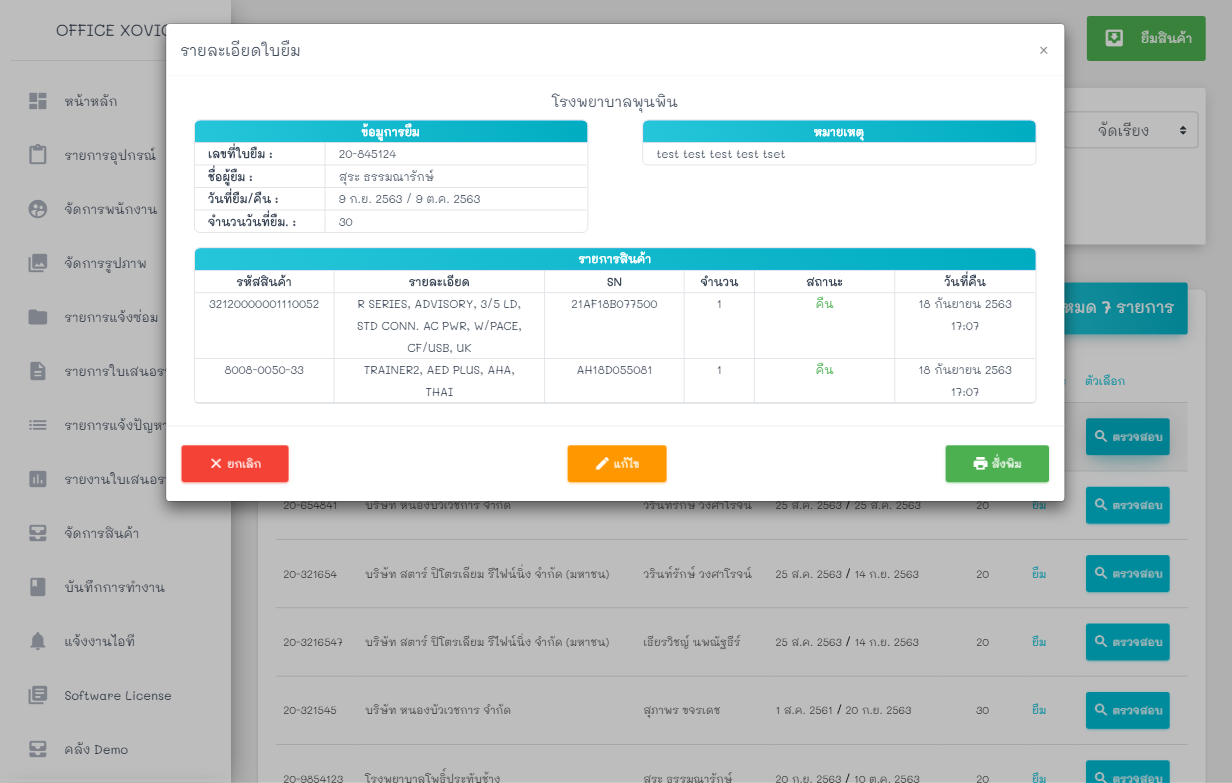 OFFICE XOVIC
หน้าหลัก
รายการอุปกรณ์
จัดการพนักงาน
จัดการรูปภาพ
รายการแจ้งซ่อม
รายการใบเสนอ
รายการแจ้งปัญหา
รายงานใบเสนอ
จัดการสินค้า
บันทึกการทำงาน
แจ้งงานไอที
Software License
คลัง Demo
ยืมสินค้า
จัดเรียง
หมด 7 รายการ
ตัวเลือก
รายละเอียดใบยืม ×
โรงพยาบาลพุนพิน
ข้อมูการยืม
เลขที่ใบยืม : 20-845124
ชื่อผู้ยืม : สุระ ธรรมณารักษ์
วันที่ยืม/คืน : 9 ก.ย. 2563 / 9 ต.ค. 2563
จำนวนวันที่ยืม. : 30
หมายเหตุ
test test test test tset
รายการสินค้า
รหัสสินค้า รายละเอียด SN จำนวน สถานะ วันที่คืน
32120000001110052 R SERIES, ADVISORY, 3/5 LD, 21AF18B077500 1 คืน 18 กันยายน 2563
STD CONN. AC PWR, W/PACE, 17:07
CF/USB, UK
8008-0050-33 TRAINER2, AED PLUS, AHA, AH18D055081 1 คืน 18 กันยายน 2563
THAI 17:07
ยกเลิก แก้ไข สั่งพิม
ตรวจสอบ
20-654841 บริษัท หนองบัวเวชการ จำกัด วรินทร์รักษ์ วงศาโรจน์ 25 ส.ค. 2563 / 25 ส.ค. 2563 20 ยืม ตรวจสอบ
20-321654 บริษัท สตาร์ ปิโตรเลียม รีไฟน์นิ่ง จำกัด (มหาชน) วรินท์รักษ์ วงศาโรจน์ 25 ส.ค. 2563 / 14 ก.ย. 2563 20 ยืม ตรวจสอบ
20-3216547 บริษัท สตาร์ ปิโตรเลียม รีไฟน์นิ่ง จำกัด (มหาชน) เธียรวิชญ์ นพณัฐธีร์ 25 ส.ค. 2563 / 14 ก.ย. 2563 20 ยืม ตรวจสอบ
20-321545 บริษัท หนองบัวเวชการ จำกัด สุภาพร ขจรเดช 1 ส.ค. 2561 / 20 ก.ย. 2563 30 ยืม ตรวจสอบ
20-9854123 โรงพยาบาลโพธิ์ประทับช้าง สุระ ธรรมณารักษ์ 20 ก.ย. 2563 / 10 ต.ค. 2563 20 ยืม ตรวจสอบ